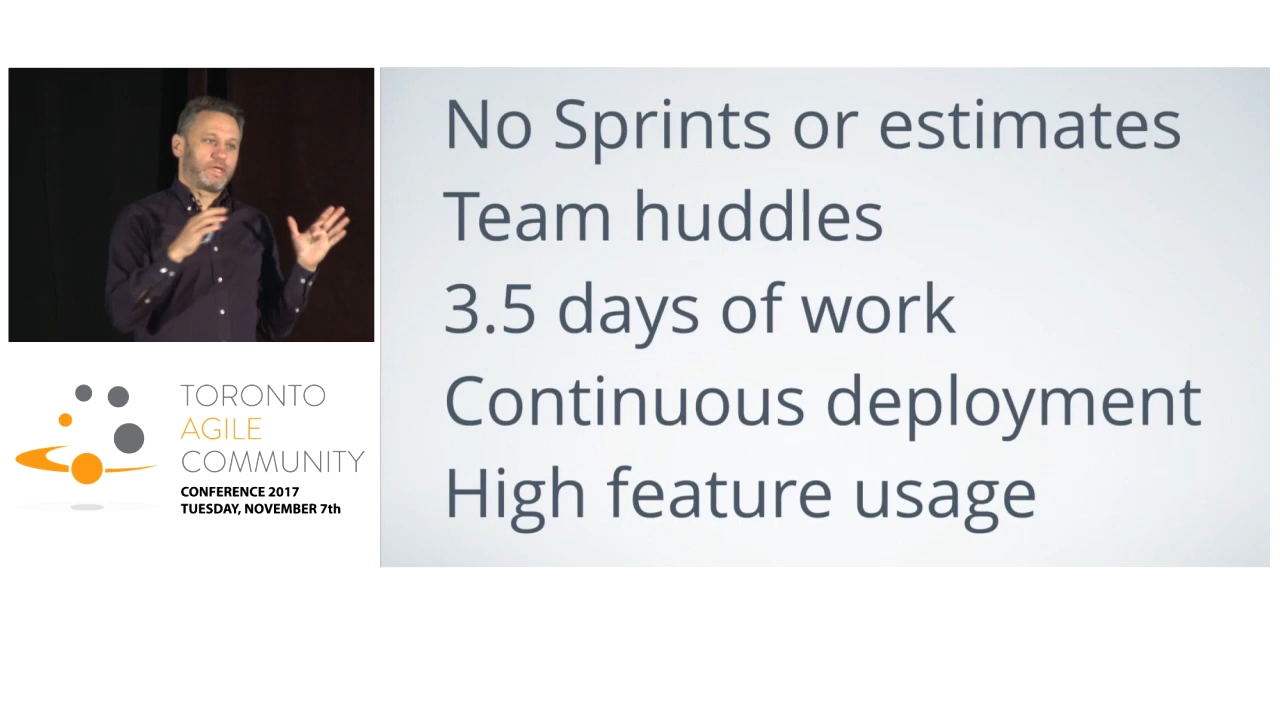 No Sprints or estimates
Team huddles
3.5 days of work
Continuous deployment
High feature usage
TORONTO
AGILE
COMMUNITY
CONFERENCE 2017
TUESDAY, NOVEMBER 7th